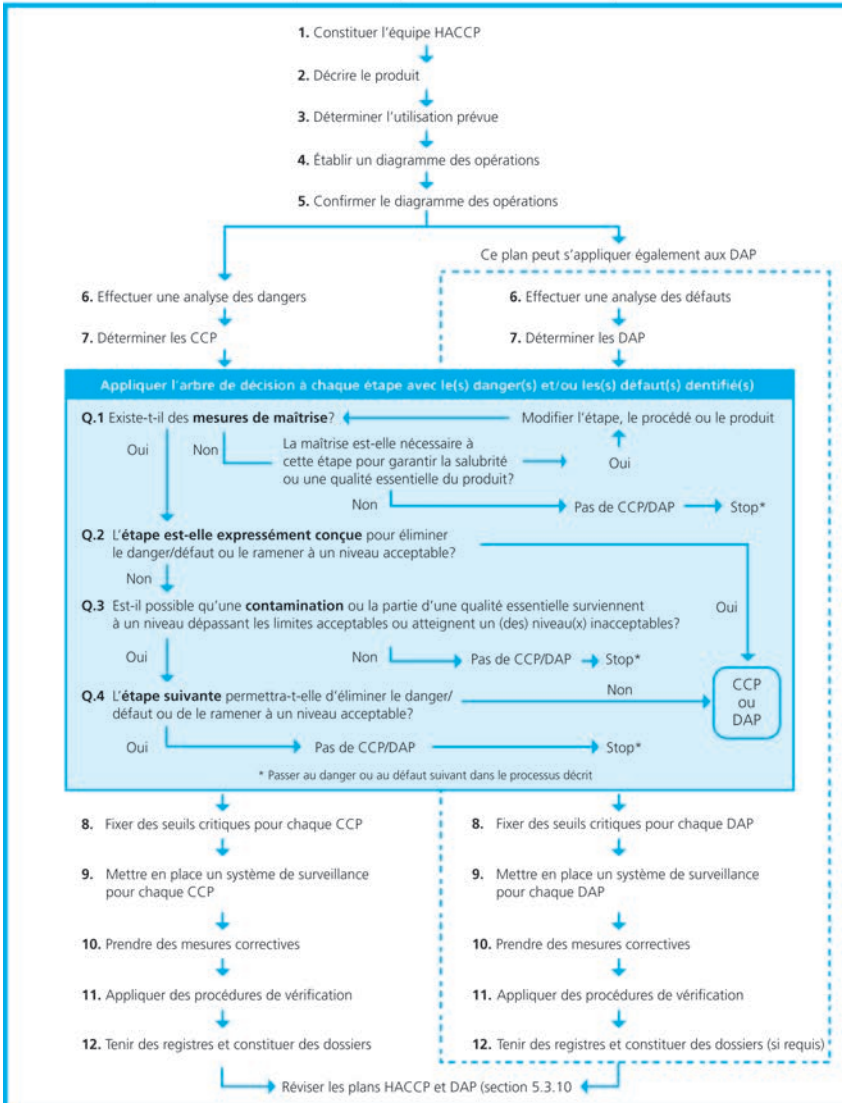 1. Constituer l'équipe HACCP
2. Décrire le produit
3. Déterminer l'utilisation prévue
4. Établir un diagramme des opérations
5. Confirmer le diagramme des opérations
Ce plan peut s'appliquer également aux DAP
6. Effectuer une analyse des dangers
7. Déterminer les CCP
6. Effectuer une analyse des défauts
7. Déterminer les DAP
Appliquer l'arbre de décision à chaque étape avec le(s) danger(s) et/ou les(s) défaut(s) dentifié(s)
Q.1 Existe-t-il des mesures de maîtrise?
Modifier l'étape, le procédé ou le produit
Oui
Non
La maîtrise est-elle nécessaire à
cette étape pour garantir la salubrité
ou une qualité essentielle du produit?
Oui
Non
Pas de CCP/DAP
Stop*
Q.2 L'étape est-elle expressément conçue pour éliminer
le danger/défaut ou le ramener à un niveau acceptable?
Non
Oui
Q.3 Est-il possible qu'une contamination ou la partie d'une qualité essentielle surviennent
à un niveau dépassant les limites acceptables ou atteignent un (des) niveau(x) inacceptables?
Oui
Non
Pas de CCP/DAP
Stop*
Q.4 L'étape suivante permettra-t-elle d'éliminer le danger/
défaut ou de le ramener à un niveau acceptable?
Non
CCP
ou
DAP
Oui
Pas de CCP/DAP
Stop*
* Passer au danger ou au défaut suivant dans le processus décrit
8. Fixer des seuils critiques pour chaque CCP
9. Mettre en place un système de surveillance
pour chaque CCP
10. Prendre des mesures correctives
11. Appliquer des procédures de vérification
12. Tenir des registres et constituer des dossiers
8. Fixer des seuils critiques pour chaque DAP
9. Mettre en place un système de surveillance
pour chaque DAP
10. Prendre des mesures correctives
11. Appliquer des procédures de vérification
12. Tenir des registres et constituer des dossiers (si requis)
Réviser les plans HACCP et DAP (section 5.3.10